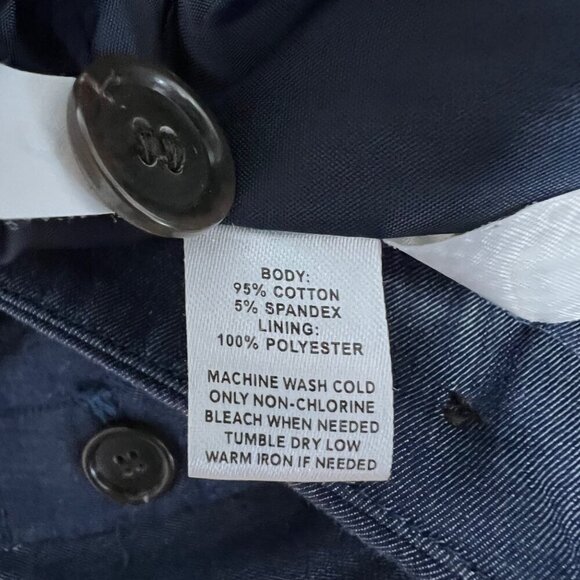 BODY:
95% COTTON
5% SPANDEX
LINING:
100% POLYESTER
MACHINE WASH COLD
ONLY NON-CHLORINE
BLEACH WHEN NEEDED
TUMBLE DRY LOW
WARM IRON IF NEEDED